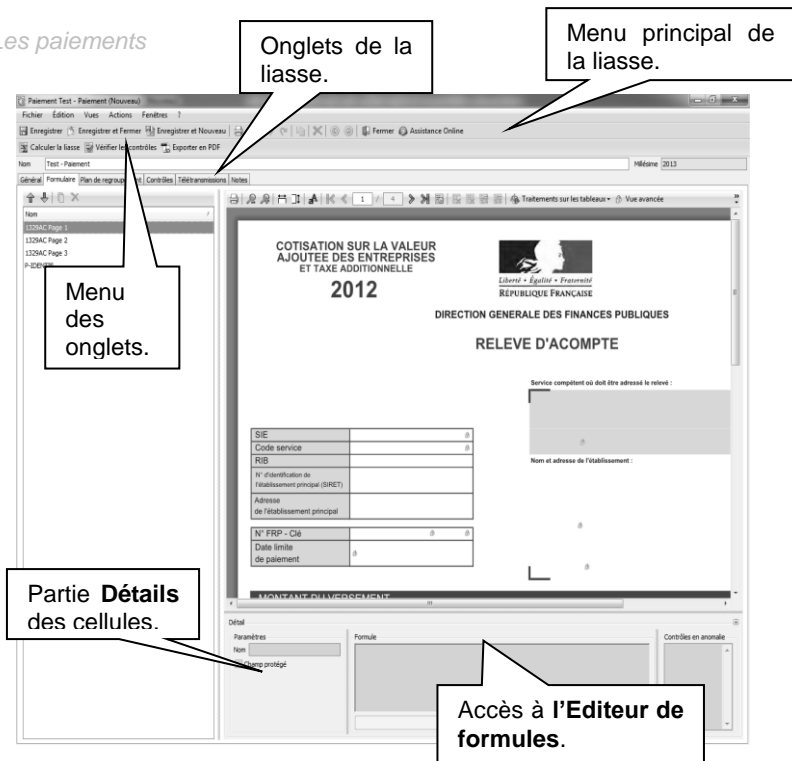 Les paiements
Onglets de la
liasse.
Menu principal de
la liasse.
Paiement Test - Paiement (Nouveau)
Fichier Édition Vues Actions Fenêtres ?
Enregistrer Enregistrer et Fermer Enregistrer et Nouveau Fermer Assistance Online
Calculer la liasse Vérifier les contrôles Exporter en PDF
Nom Test - Paiement Millésime 2013
Général Formulaire Plan de regroupement Contrôles Télétransmissions Notes
1 / 4 Traitements sur les tableaux Vue avancée
Nom
1329AC Page 1
1329AC Page 2
1329AC Page 3
P-IDENTIF
Menu
des
onglets.
COTISATION SUR LA VALEUR
AJOUTEE DES ENTREPRISES
ET TAXE ADDITIONNELLE
2012
Liberté • Égalité • Fraternité
RÉPUBLIQUE FRANÇAISE
DIRECTION GENERALE DES FINANCES PUBLIQUES
RELEVE D'ACOMPTE
Service compétent où doit être adressé le relevé :
SIE
Code service
RIB
N° d'identification de
l'établissement principal (SIRET)
Adresse
de l'établissement principal
Nom et adresse de l'établissement :
N° FRP - Clé
Date limite
de paiement
MONTANT DU VERSEMENT
Partie Détails
des cellules.
Détail
Paramètres
Nom
Champ protégé
Formule
Contrôles en anomalie
Accès à l'Editeur de
formules.